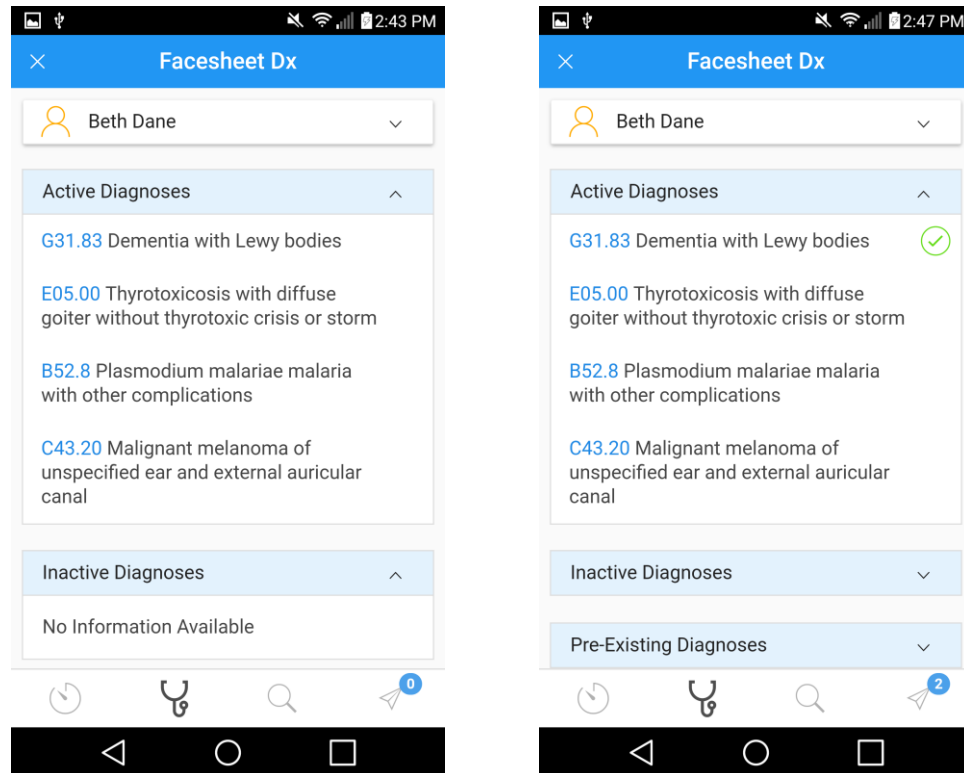 2:43 PM
Facesheet Dx
Beth Dane
Active Diagnoses
G31.83 Dementia with Lewy bodies
E05.00 Thyrotoxicosis with diffuse
goiter without thyrotoxic crisis or storm
B52.8 Plasmodium malariae malaria
with other complications
C43.20 Malignant melanoma of
unspecified ear and external auricular
canal
Inactive Diagnoses
No Information Available
0
2:47 PM
Facesheet Dx
Beth Dane
Active Diagnoses
G31.83 Dementia with Lewy bodies
E05.00 Thyrotoxicosis with diffuse
goiter without thyrotoxic crisis or storm
B52.8 Plasmodium malariae malaria
with other complications
C43.20 Malignant melanoma of
unspecified ear and external auricular
canal
Inactive Diagnoses
Pre-Existing Diagnoses
2